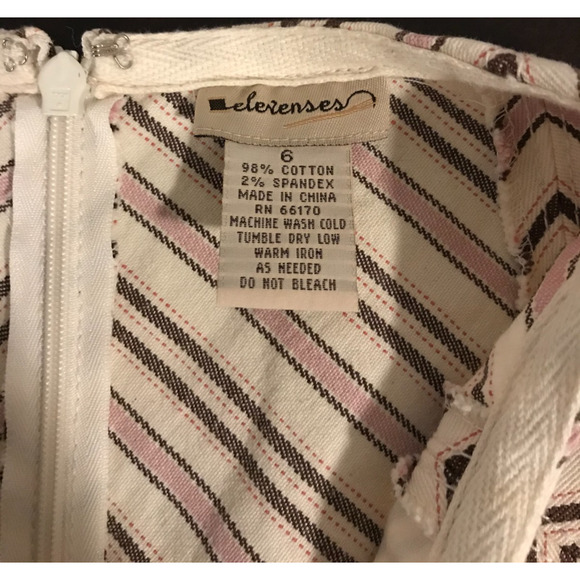 elevenses
6
98% COTTON
2% SPANDEX
MADE IN CHINA
RN 66170
MACHINE WASH COLD
TUMBLE DRY LOW
WARM IRON
AS NEEDED
DO NOT BLEACH